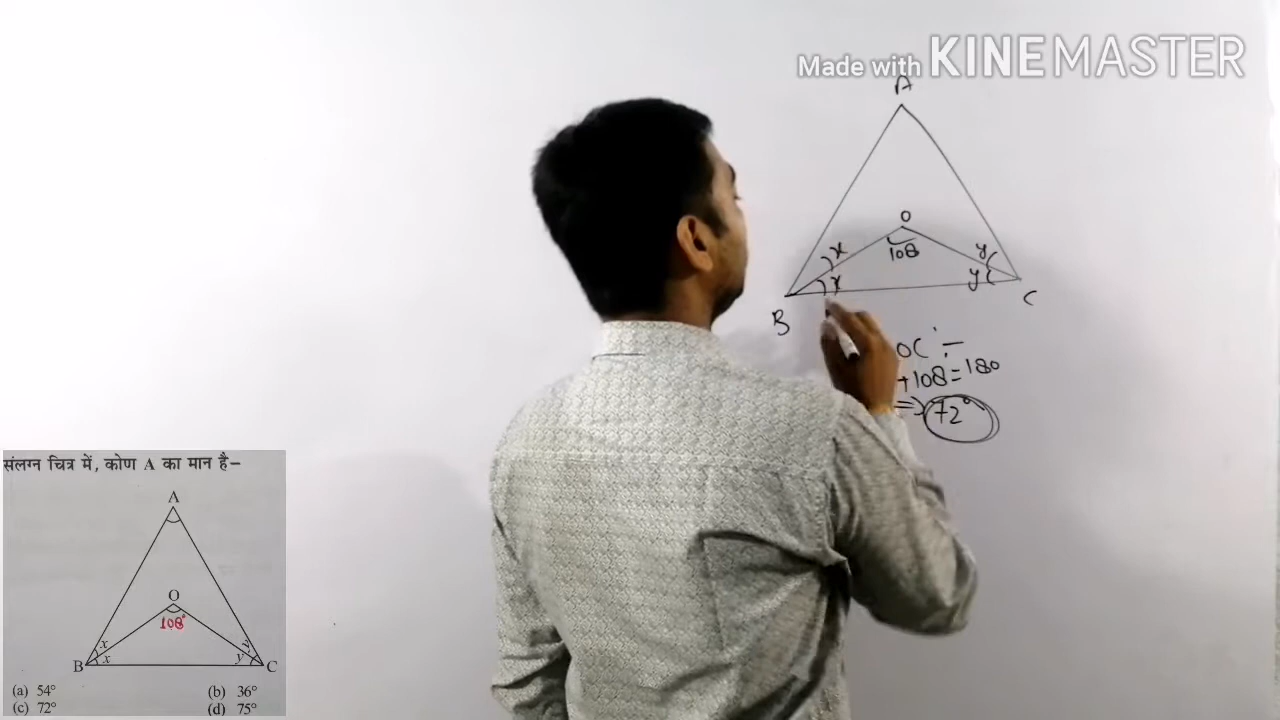 Made with KINEMASTER
A
O
108
x
x
y
y
B
C
OC :-
+108=180
=> 72°
संलग्न चित्र में, कोण A का मान है–
A
O
108°
x
x
y
y
B
C
(a) 54°
(b) 36°
(c) 72°
(d) 75°